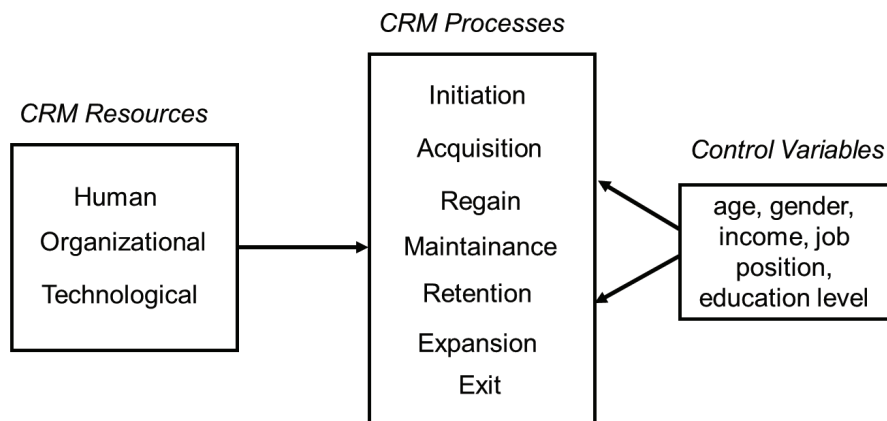 CRM Processes
CRM Resources
Human
Organizational
Technological
Initiation
Acquisition
Regain
Maintainance
Retention
Expansion
Exit
Control Variables
age, gender,
income, job
position,
education level